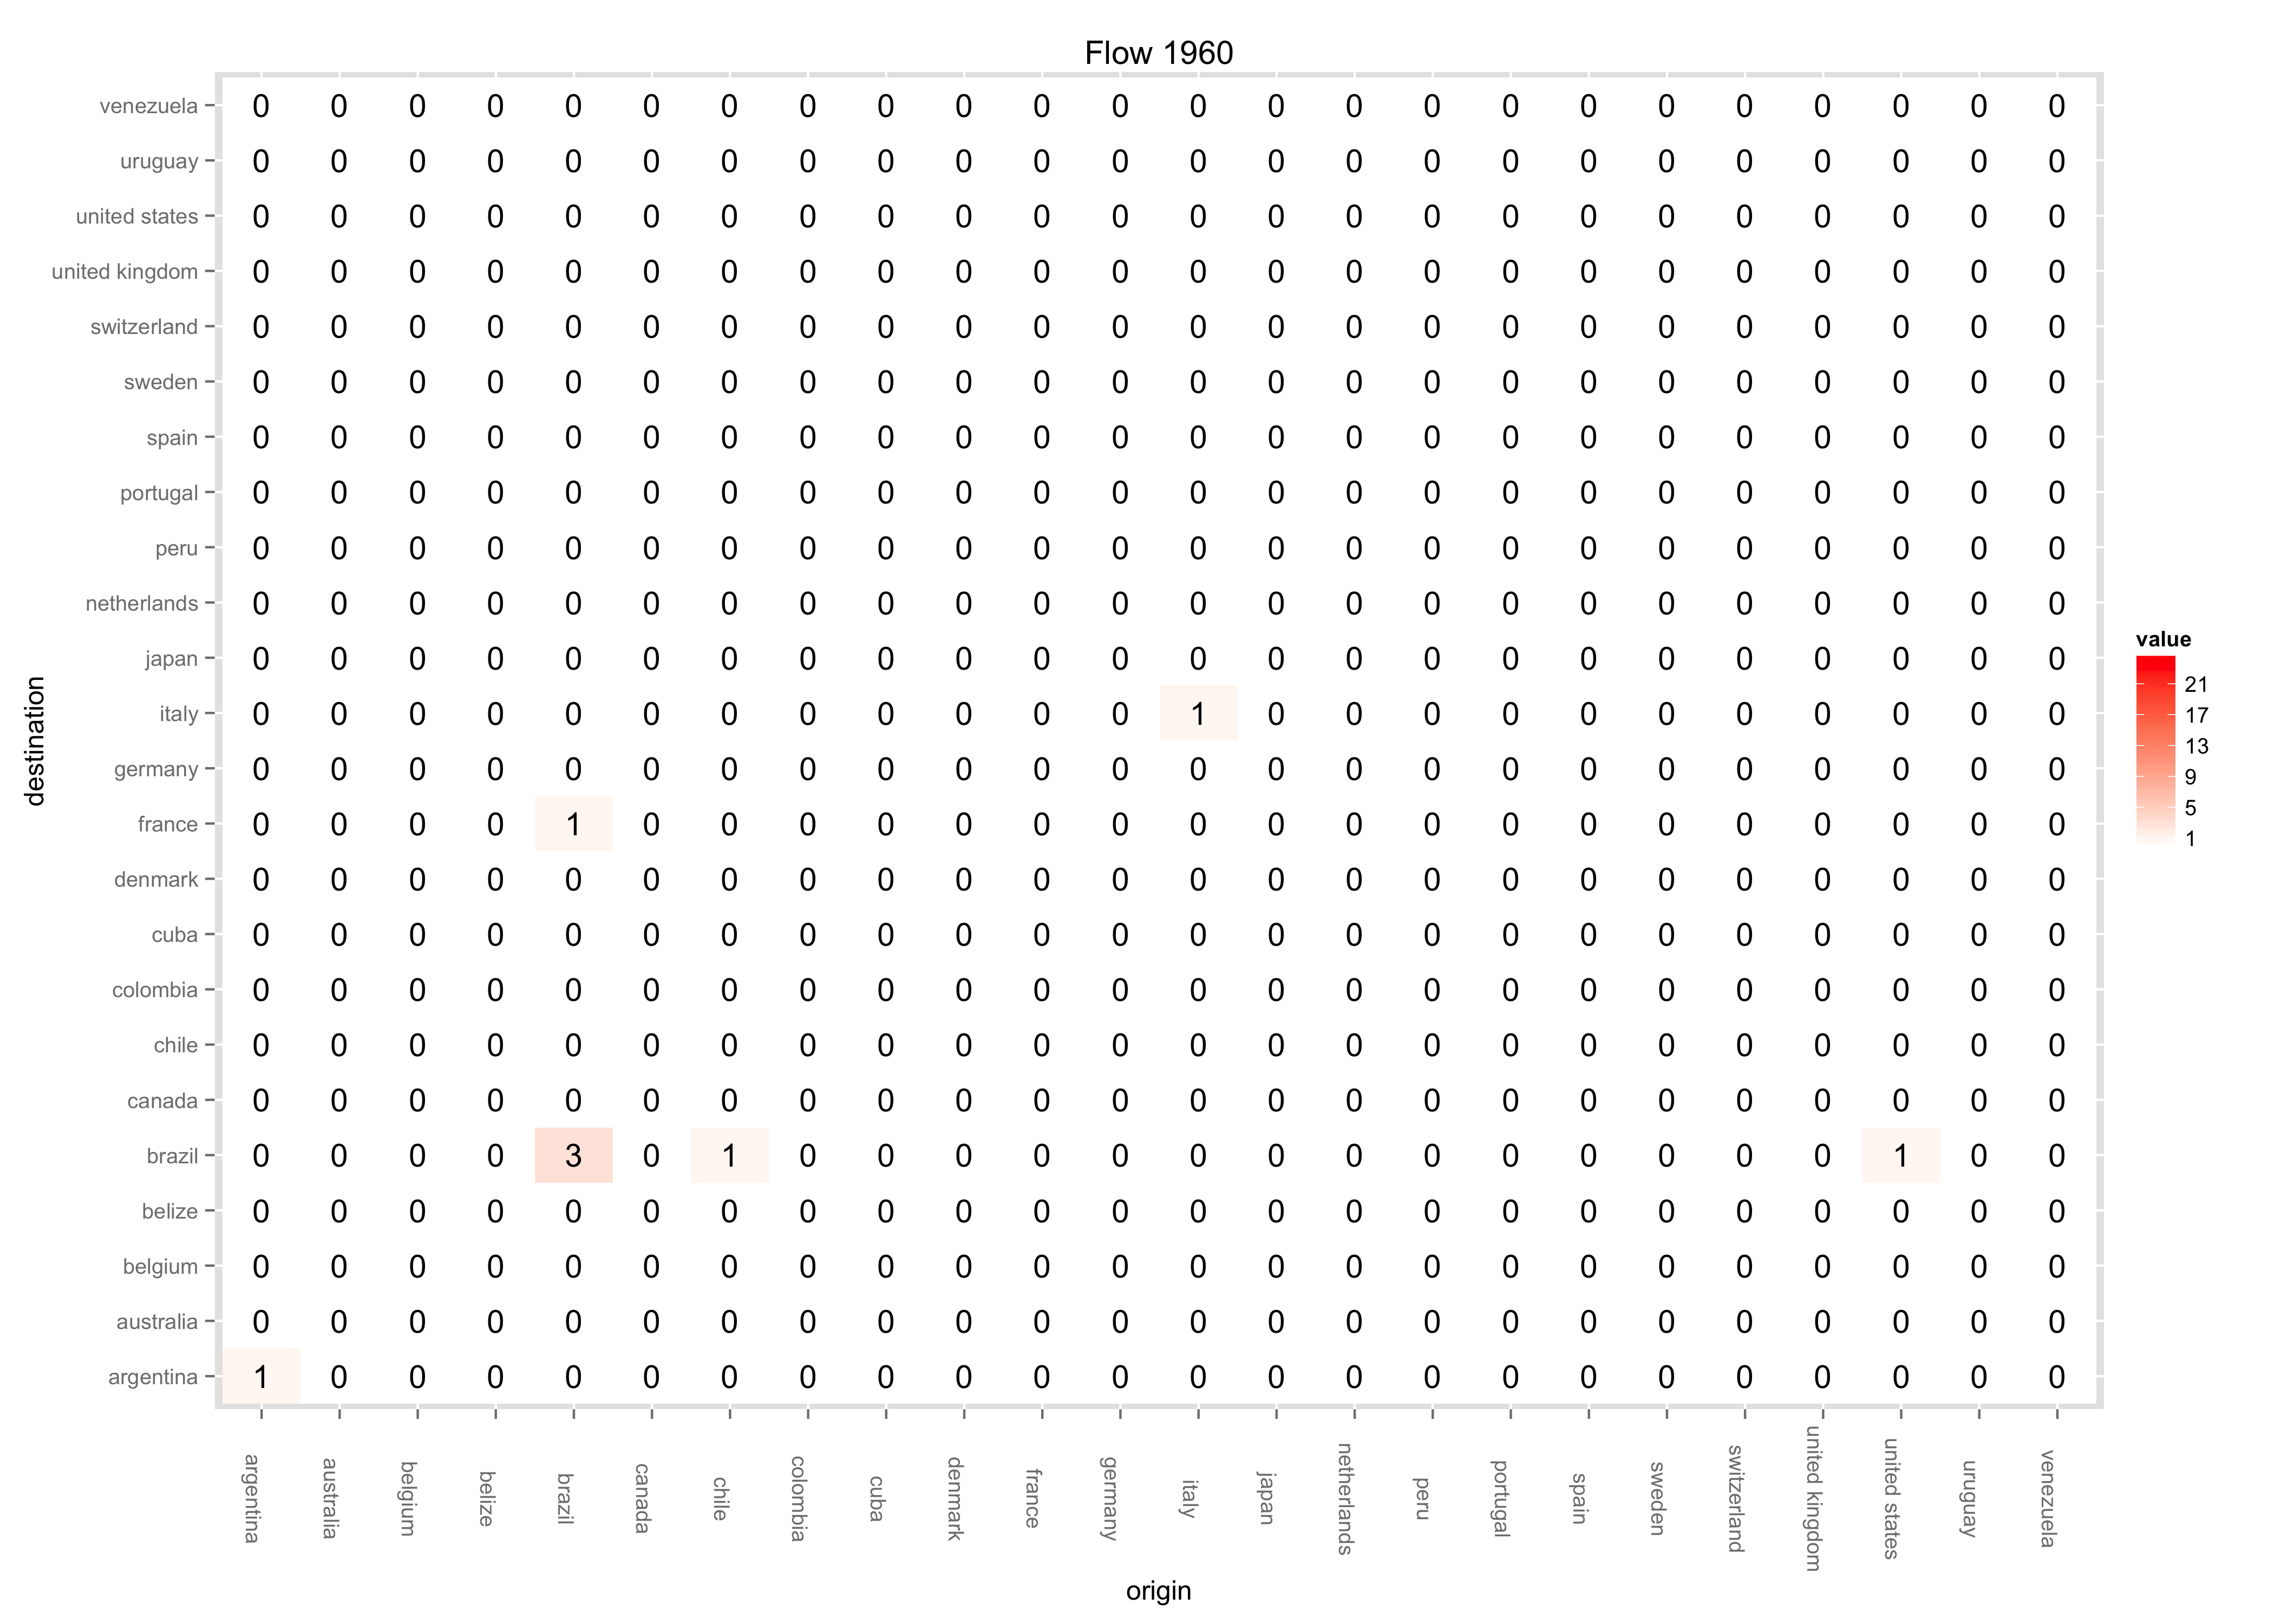 Flow 1960
venezuela 0 0 0 0 0 0 0 0 0 0 0 0 0 0 0 0 0 0 0 0 0 0 0 0
uruguay 0 0 0 0 0 0 0 0 0 0 0 0 0 0 0 0 0 0 0 0 0 0 0 0
united states 0 0 0 0 0 0 0 0 0 0 0 0 0 0 0 0 0 0 0 0 0 0 0 0
united kingdom 0 0 0 0 0 0 0 0 0 0 0 0 0 0 0 0 0 0 0 0 0 0 0 0
switzerland 0 0 0 0 0 0 0 0 0 0 0 0 0 0 0 0 0 0 0 0 0 0 0 0
sweden 0 0 0 0 0 0 0 0 0 0 0 0 0 0 0 0 0 0 0 0 0 0 0 0
spain 0 0 0 0 0 0 0 0 0 0 0 0 0 0 0 0 0 0 0 0 0 0 0 0
portugal 0 0 0 0 0 0 0 0 0 0 0 0 0 0 0 0 0 0 0 0 0 0 0 0
peru 0 0 0 0 0 0 0 0 0 0 0 0 0 0 0 0 0 0 0 0 0 0 0 0
netherlands 0 0 0 0 0 0 0 0 0 0 0 0 0 0 0 0 0 0 0 0 0 0 0 0
japan 0 0 0 0 0 0 0 0 0 0 0 0 0 0 0 0 0 0 0 0 0 0 0 0
italy 0 0 0 0 0 0 0 0 0 0 0 0 1 0 0 0 0 0 0 0 0 0 0 0
germany 0 0 0 0 0 0 0 0 0 0 0 0 0 0 0 0 0 0 0 0 0 0 0 0
france 0 0 0 0 1 0 0 0 0 0 0 0 0 0 0 0 0 0 0 0 0 0 0 0
denmark 0 0 0 0 0 0 0 0 0 0 0 0 0 0 0 0 0 0 0 0 0 0 0 0
cuba 0 0 0 0 0 0 0 0 0 0 0 0 0 0 0 0 0 0 0 0 0 0 0 0
colombia 0 0 0 0 0 0 0 0 0 0 0 0 0 0 0 0 0 0 0 0 0 0 0 0
chile 0 0 0 0 0 0 0 0 0 0 0 0 0 0 0 0 0 0 0 0 0 0 0 0
canada 0 0 0 0 0 0 0 0 0 0 0 0 0 0 0 0 0 0 0 0 0 0 0 0
brazil 0 0 0 0 3 0 1 0 0 0 0 0 0 0 0 0 0 0 0 0 0 1 0 0
belize 0 0 0 0 0 0 0 0 0 0 0 0 0 0 0 0 0 0 0 0 0 0 0 0
belgium 0 0 0 0 0 0 0 0 0 0 0 0 0 0 0 0 0 0 0 0 0 0 0 0
australia 0 0 0 0 0 0 0 0 0 0 0 0 0 0 0 0 0 0 0 0 0 0 0 0
argentina 1 0 0 0 0 0 0 0 0 0 0 0 0 0 0 0 0 0 0 0 0 0 0 0
destination
argentina
australia
belgium
belize
brazil
canada
chile
colombia
cuba
denmark
france
germany
italy
japan
netherlands
peru
portugal
spain
sweden
switzerland
united kingdom
united states
uruguay
venezuela
origin
value
21
17
13
9
5
1